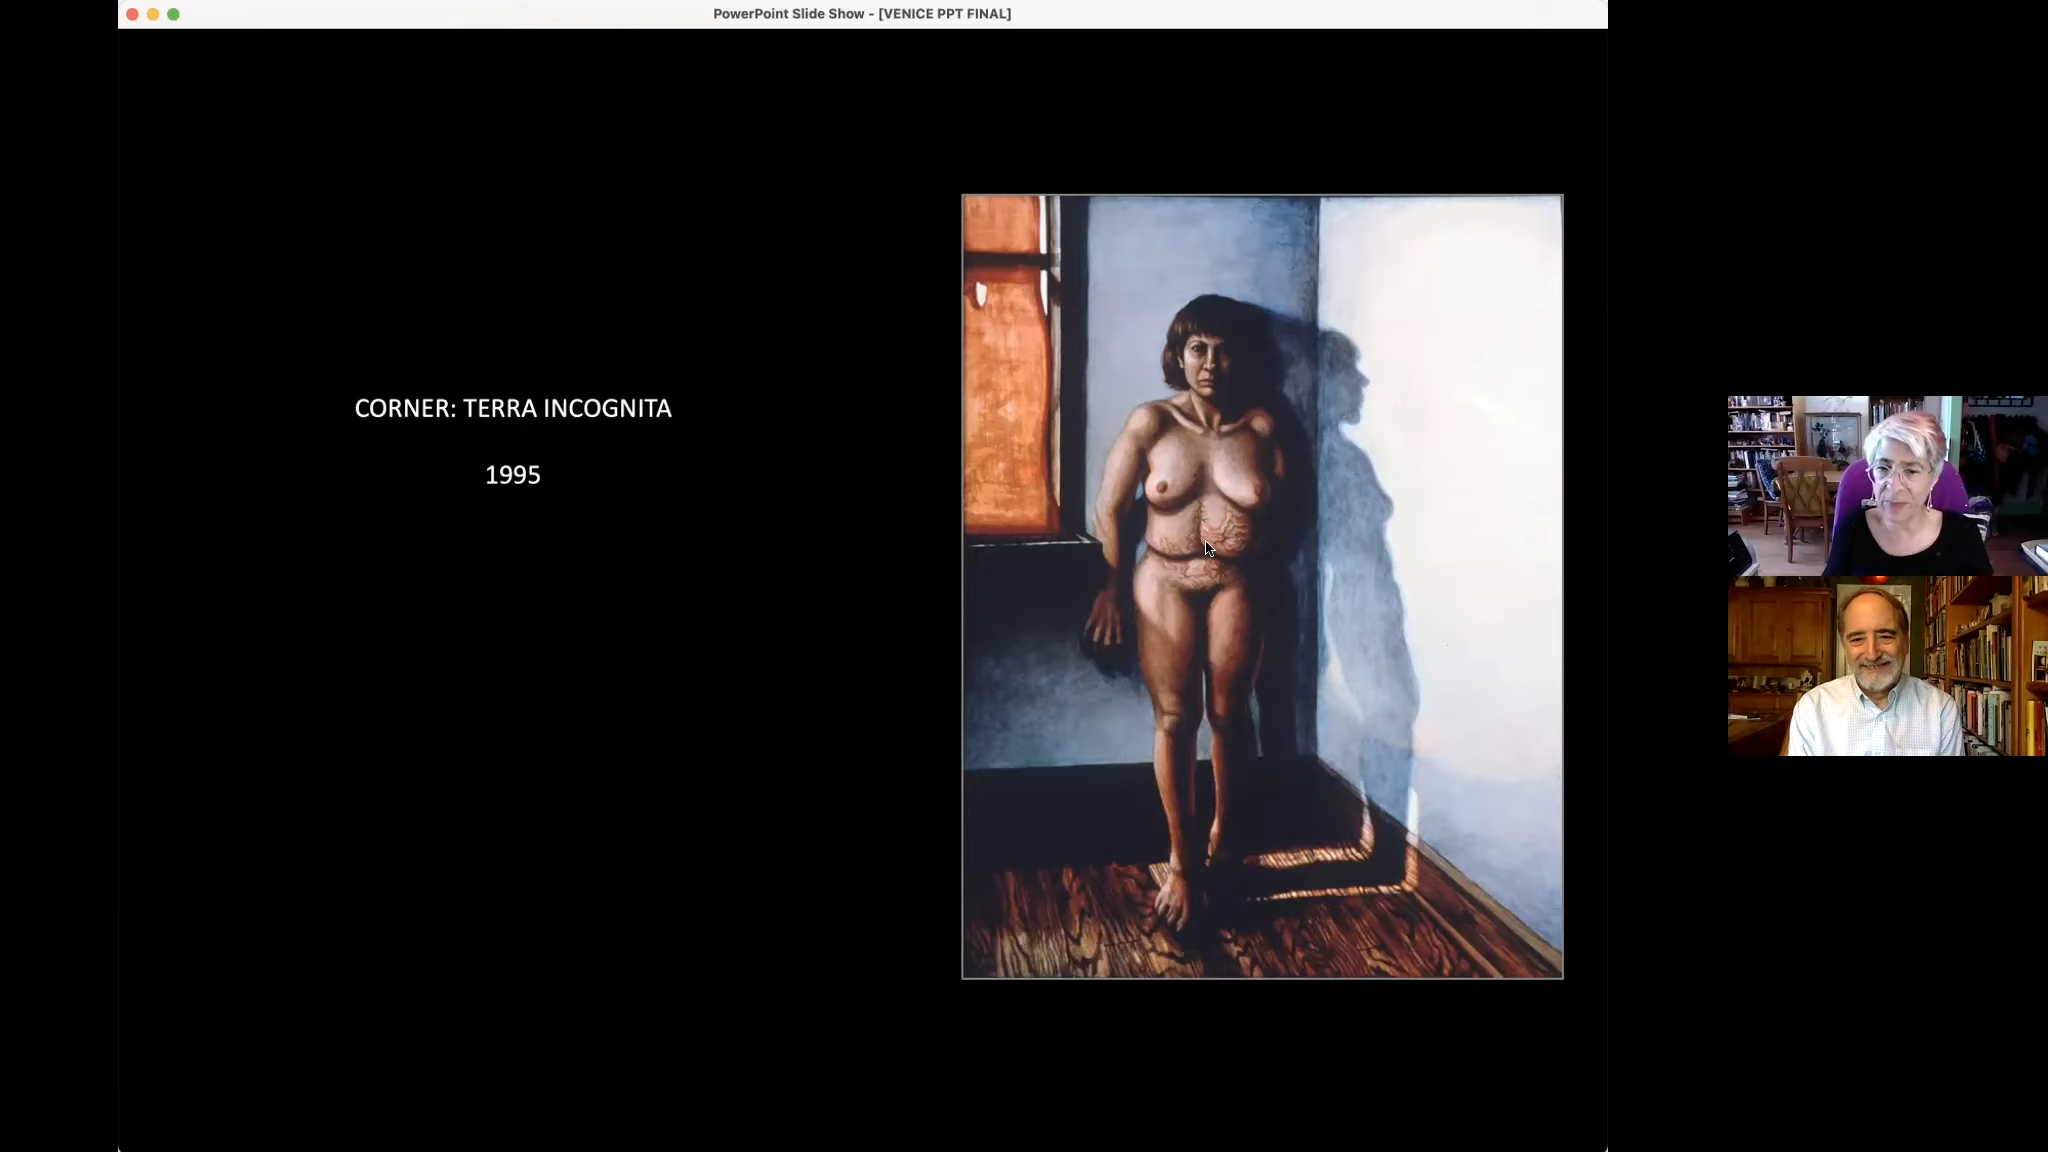 PowerPoint Slide Show - [VENICE PPT FINAL]
CORNER: TERRA INCOGNITA
1995